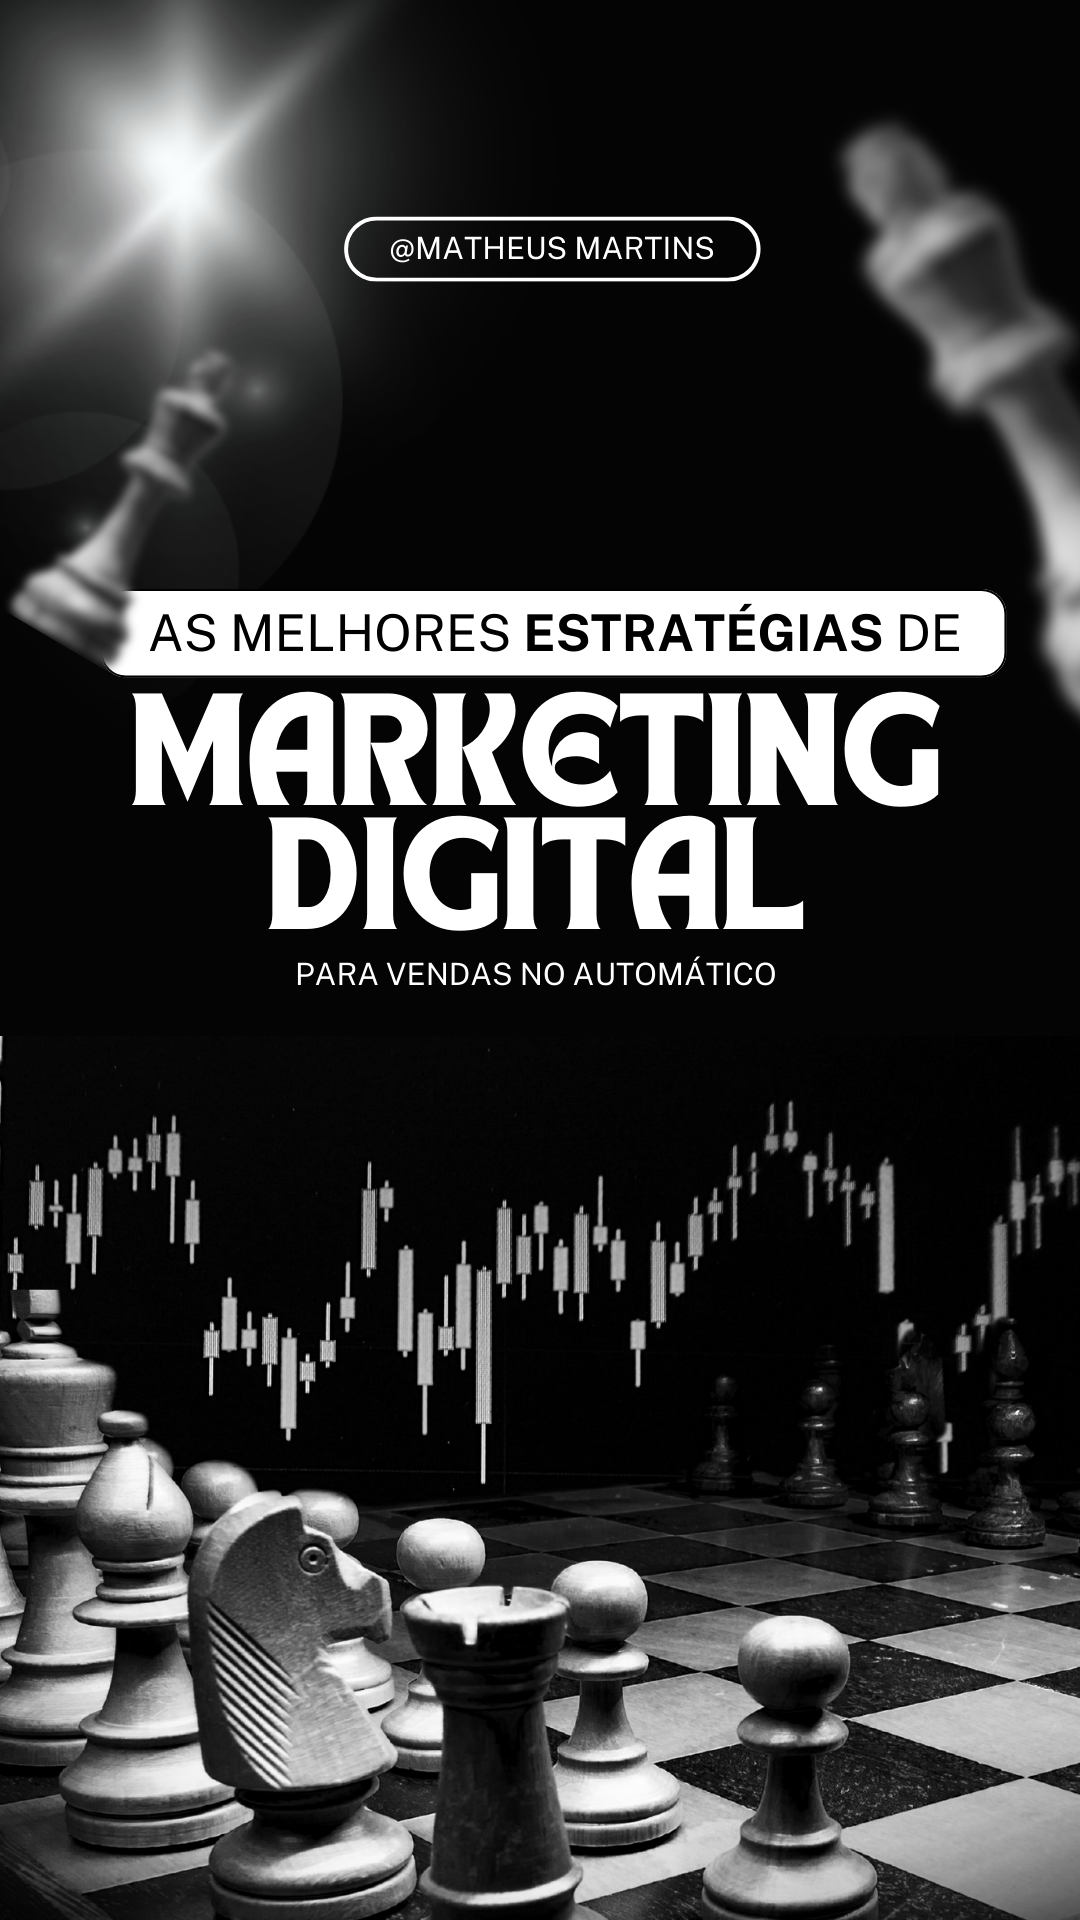 @MATHEUS MARTINS
AS MELHORES ESTRATÉGIAS DE
MARKETING
DIGITAL
PARA VENDAS NO AUTOMÁTICO